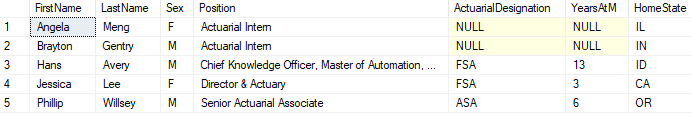 FirstName LastName Sex Position ActuarialDesignation YearsAtM HomeState
1 Angela Meng F Actuarial Intern NULL NULL IL
2 Brayton Gentry M Actuarial Intern NULL NULL IN
3 Hans Avery M Chief Knowledge Officer, Master of Automation, ... FSA 13 ID
4 Jessica Lee F Director & Actuary FSA 3 CA
5 Phillip Willsey M Senior Actuarial Associate ASA 6 OR